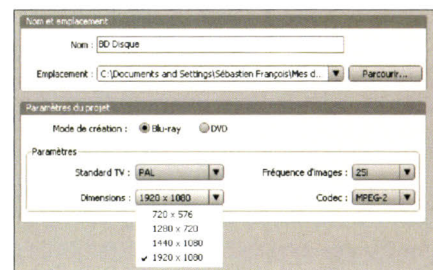 Nom et emplacement
Nom : BD Disque
Emplacement : C:\Documents and Settings\Sébastien François\Mes d... Parcourir...
Paramètres du projet
Mode de création : Blu-ray DVD
Paramètres
Standard TV : PAL Fréquence d'images : 25i
Dimensions : 1920 x 1080 Codec : MPEG-2
720 x 576
1280 x 720
1440 x 1080
1920 x 1080